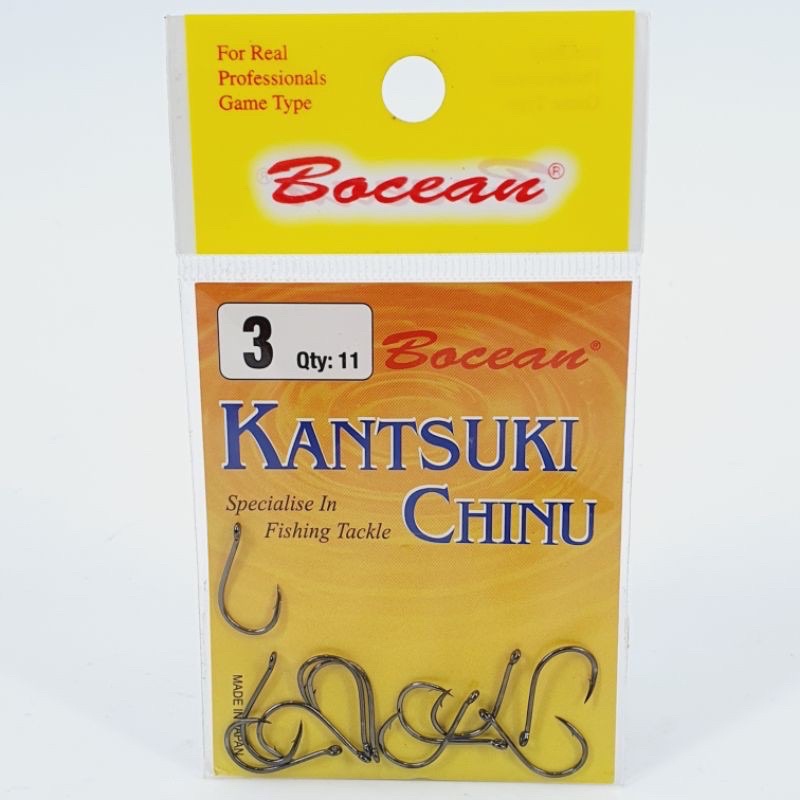 For Real
Professionals
Game Type
Bocean®
3 Qty: 11 Bocean®
KANTSUKI
CHINU
Specialise In
Fishing Tackle
MADE IN JAPAN